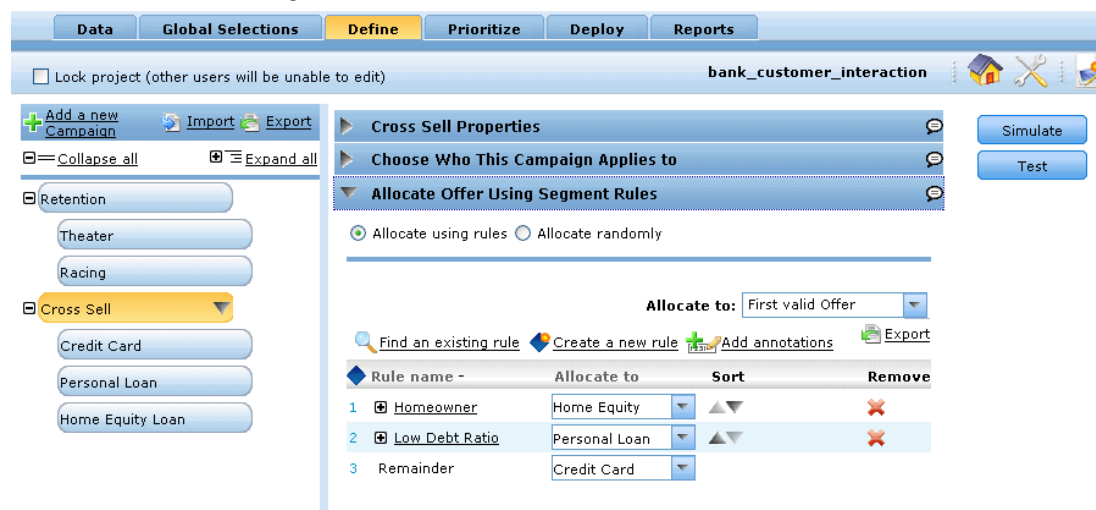 Data Global Selections Define Prioritize Deploy Reports
Lock project (other users will be unable to edit) bank_customer_interaction
Add a new
Campaign
Import Export
Collapse all Expand all
Retention
Theater
Racing
Cross Sell
Credit Card
Personal Loan
Home Equity Loan
Cross Sell Properties
Choose Who This Campaign Applies to
Allocate Offer Using Segment Rules
Allocate using rules Allocate randomly
Allocate to: First valid Offer
Find an existing rule Create a new rule Add annotations Export
Rule name - Allocate to Sort Remove
1 Homeowner Home Equity
2 Low Debt Ratio Personal Loan
3 Remainder Credit Card
Simulate
Test